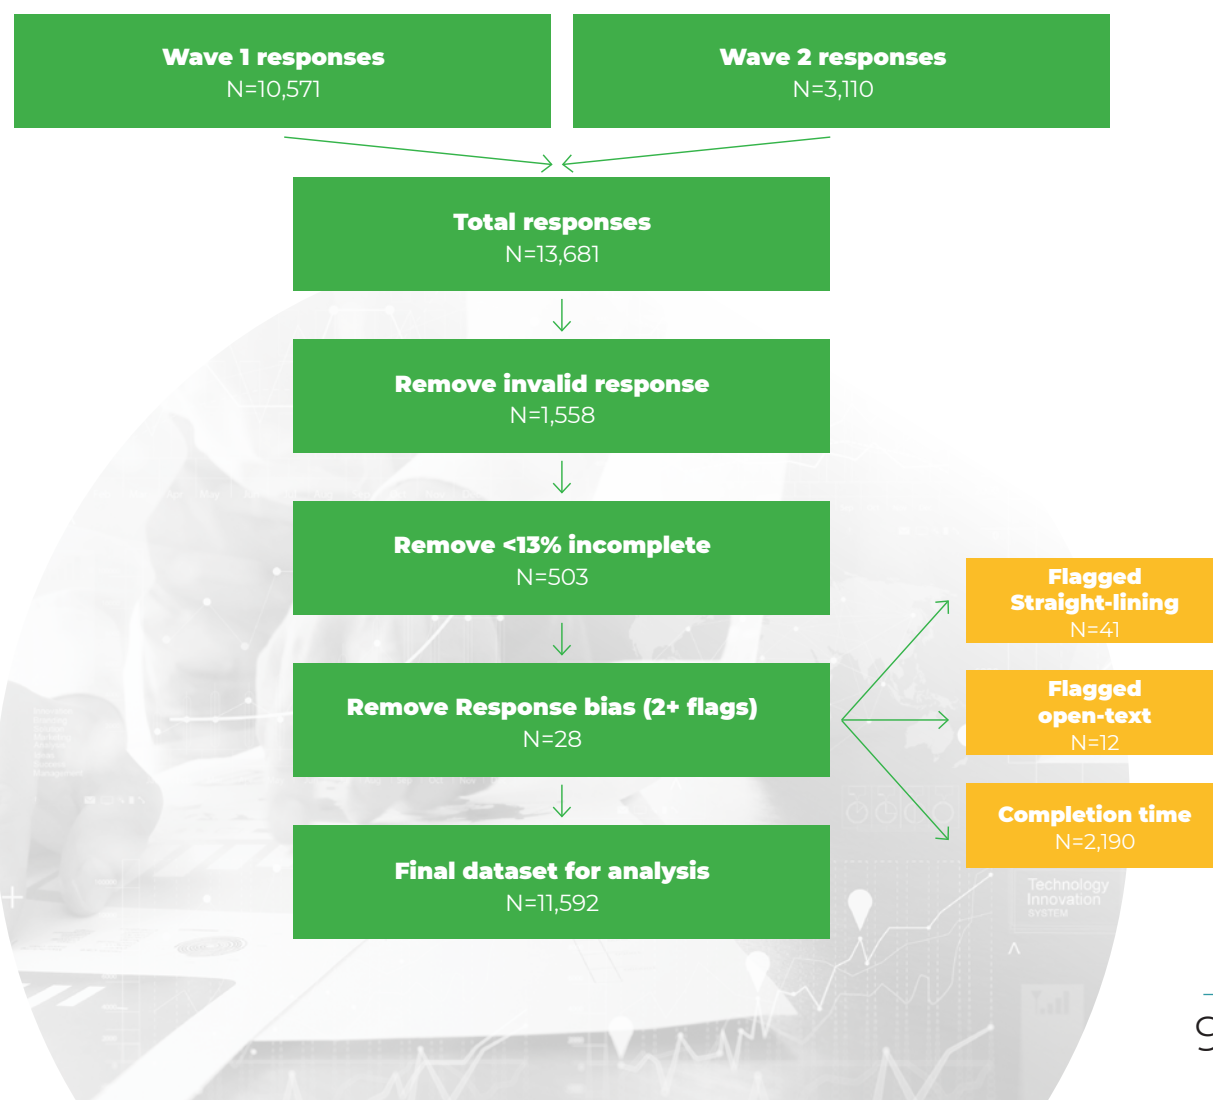 Wave 1 responses
N=10,571
Wave 2 responses
N=3,110
Total responses
N=13,681
Remove invalid response
N=1,558
Remove <13% incomplete
N=503
Remove Response bias (2+ flags)
N=28
Flagged
Straight-lining
N=41
Flagged
open-text
N=12
Completion time
N=2,190
Final dataset for analysis
N=11,592
Technology
Innovation
SYSTEM